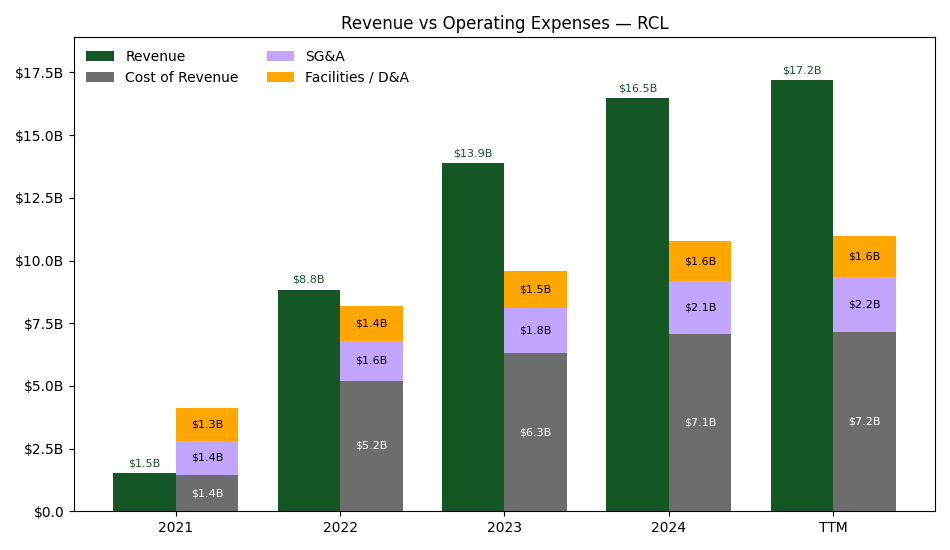 Revenue vs Operating Expenses — RCL
Revenue
Cost of Revenue
SG&A
Facilities / D&A
$17.5B
$15.0B
$12.5B
$10.0B
$7.5B
$5.0B
$2.5B
$0.0
$1.5B
$1.3B
$1.4B
$1.4B
$8.8B
$1.4B
$1.6B
$5.2B
$13.9B
$1.5B
$1.8B
$6.3B
$16.5B
$1.6B
$2.1B
$7.1B
$17.2B
$1.6B
$2.2B
$7.2B
2021
2022
2023
2024
TTM